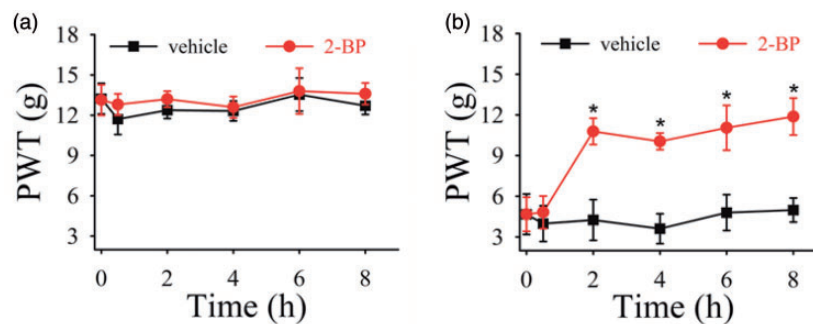 (a)
vehicle 2-BP
PWT (g)
18
15
12
9
6
3
0 2 4 6 8
Time (h)
(b)
vehicle 2-BP
PWT (g)
18
15
12
9
6
3
* * * *
0 2 4 6 8
Time (h)